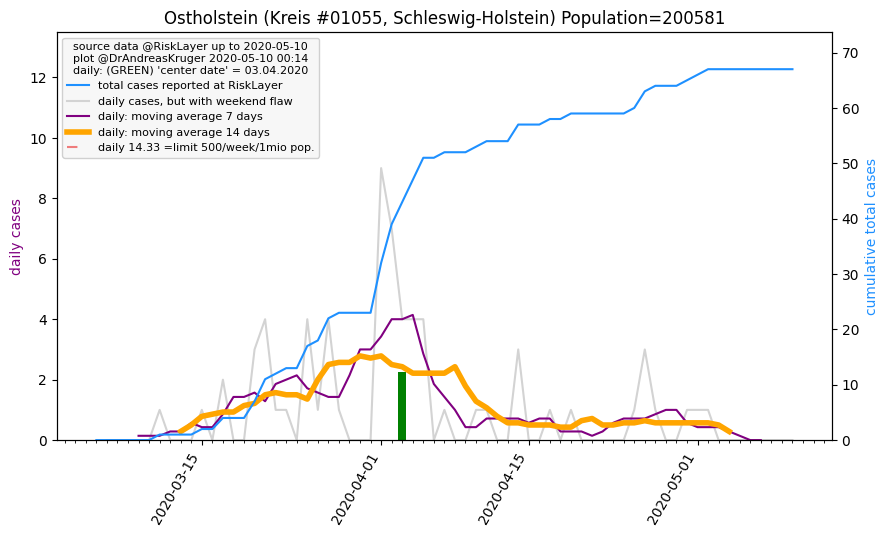 Ostholstein (Kreis #01055, Schleswig-Holstein) Population=200581
source data @RiskLayer up to 2020-05-10
plot @DrAndreasKruger 2020-05-10 00:14
daily: (GREEN) 'center date' = 03.04.2020
total cases reported at RiskLayer
daily cases, but with weekend flaw
daily: moving average 7 days
daily: moving average 14 days
daily 14.33 =limit 500/week/1mio pop.
daily cases
12
10
8
6
4
2
0
70
60
50
40
30
20
10
0
cumulative total cases
2020-03-15
2020-04-01
2020-04-15
2020-05-01